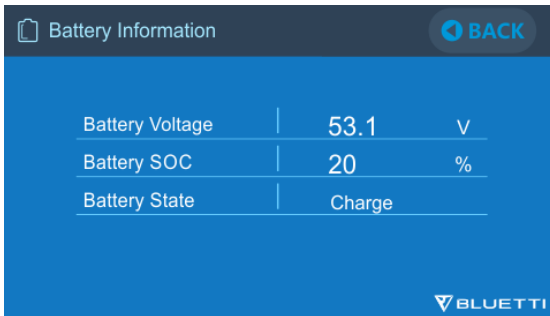 Battery Information
BACK
Battery Voltage 53.1 V
Battery SOC 20 %
Battery State Charge
BLUETTI